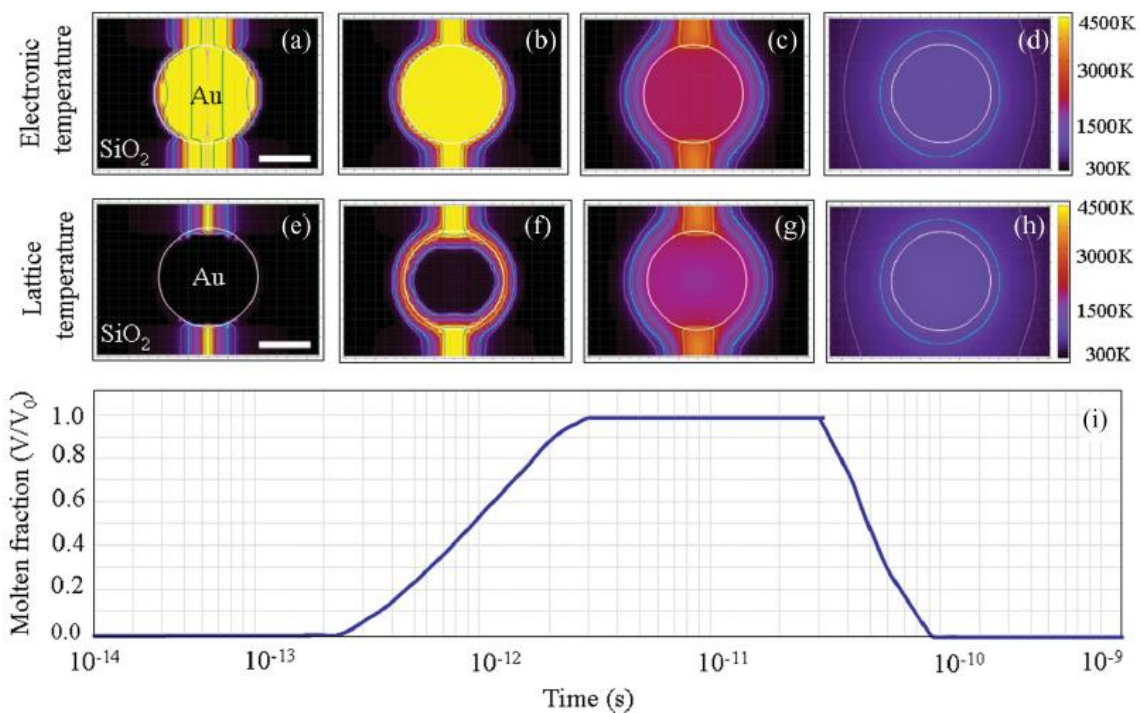 Electronic temperature
(a) (b) (c) (d)
Au
SiO₂
4500K
3000K
1500K
300K
Lattice temperature
(e) (f) (g) (h)
Au
SiO₂
4500K
3000K
1500K
300K
Molten fraction (V/V₀)
(i)
1.0
0.8
0.6
0.4
0.2
0.0
10⁻¹⁴ 10⁻¹³ 10⁻¹² 10⁻¹¹ 10⁻¹⁰ 10⁻⁹
Time (s)